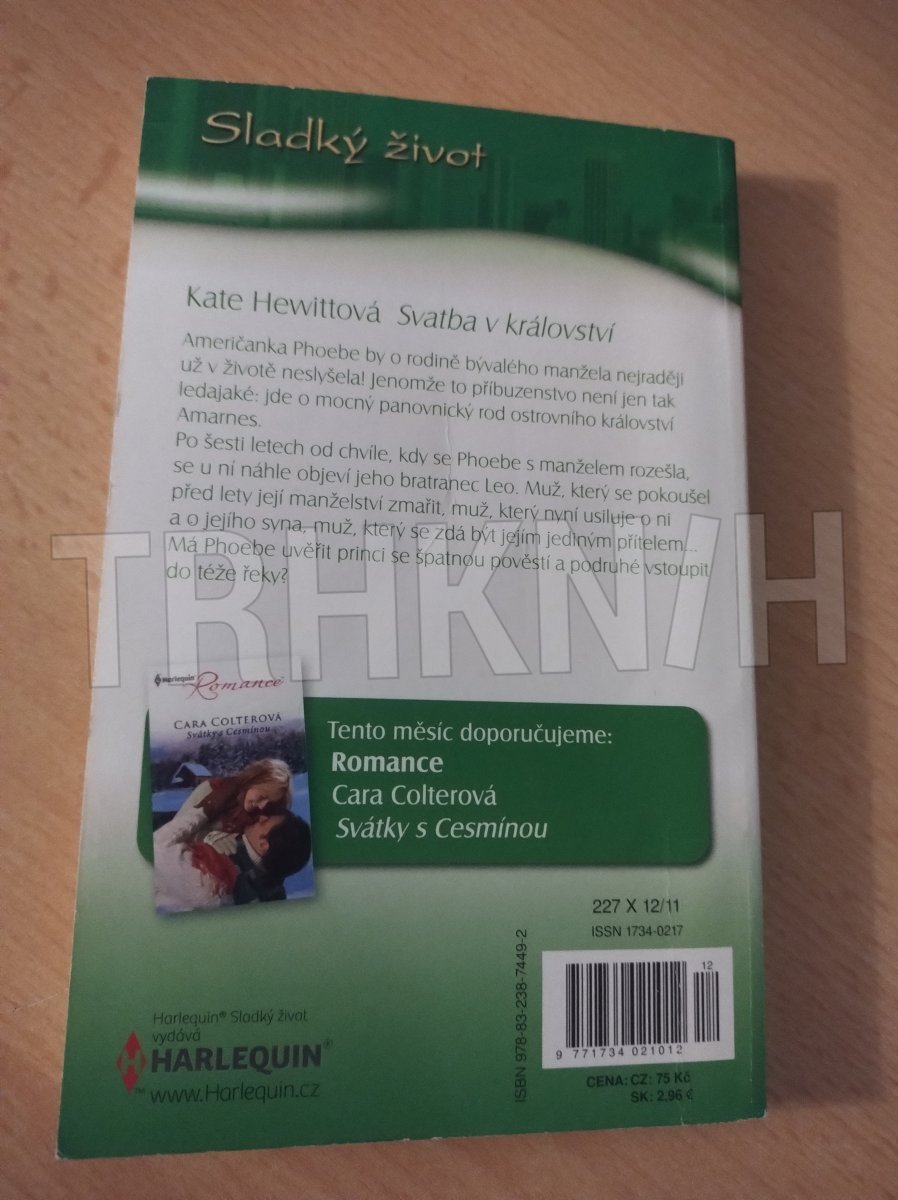 Sladký život
Kate Hewittová Svatba v království
Američanka Phoebe by o rodině bývalého manžela nejraději
už v životě neslyšela! Jenomže to příbuzenstvo není jen tak
ledajaké: jde o mocný panovnický rod ostrovního království
Amarnes.
Po šesti letech od chvíle, kdy se Phoebe s manželem rozešla,
se u ní náhle objeví jeho bratranec Leo. Muž, který se pokoušel
před lety její manželství zmařit, muž, který nyní usiluje o ni
a o jejího syna, muž, který se zdá být jejím jediným přítelem...
Má Phoebe uvěřit princi se špatnou pověstí a podruhé vstoupit
do téže řeky?
TRHKNIH
Harlequin Romance
CARA COLTEROVÁ
Svátky s Cesmínou
Tento měsíc doporučujeme:
Romance
Cara Colterová
Svátky s Cesmínou
227 X 12/11
ISSN 1734-0217
ISBN 978-83-238-7449-2
12
9 771734 021012
CENA: CZ: 75 Kč
SK: 2,96 €
Harlequin® Sladký život
vydává
HARLEQUIN®
™ www.Harlequin.cz